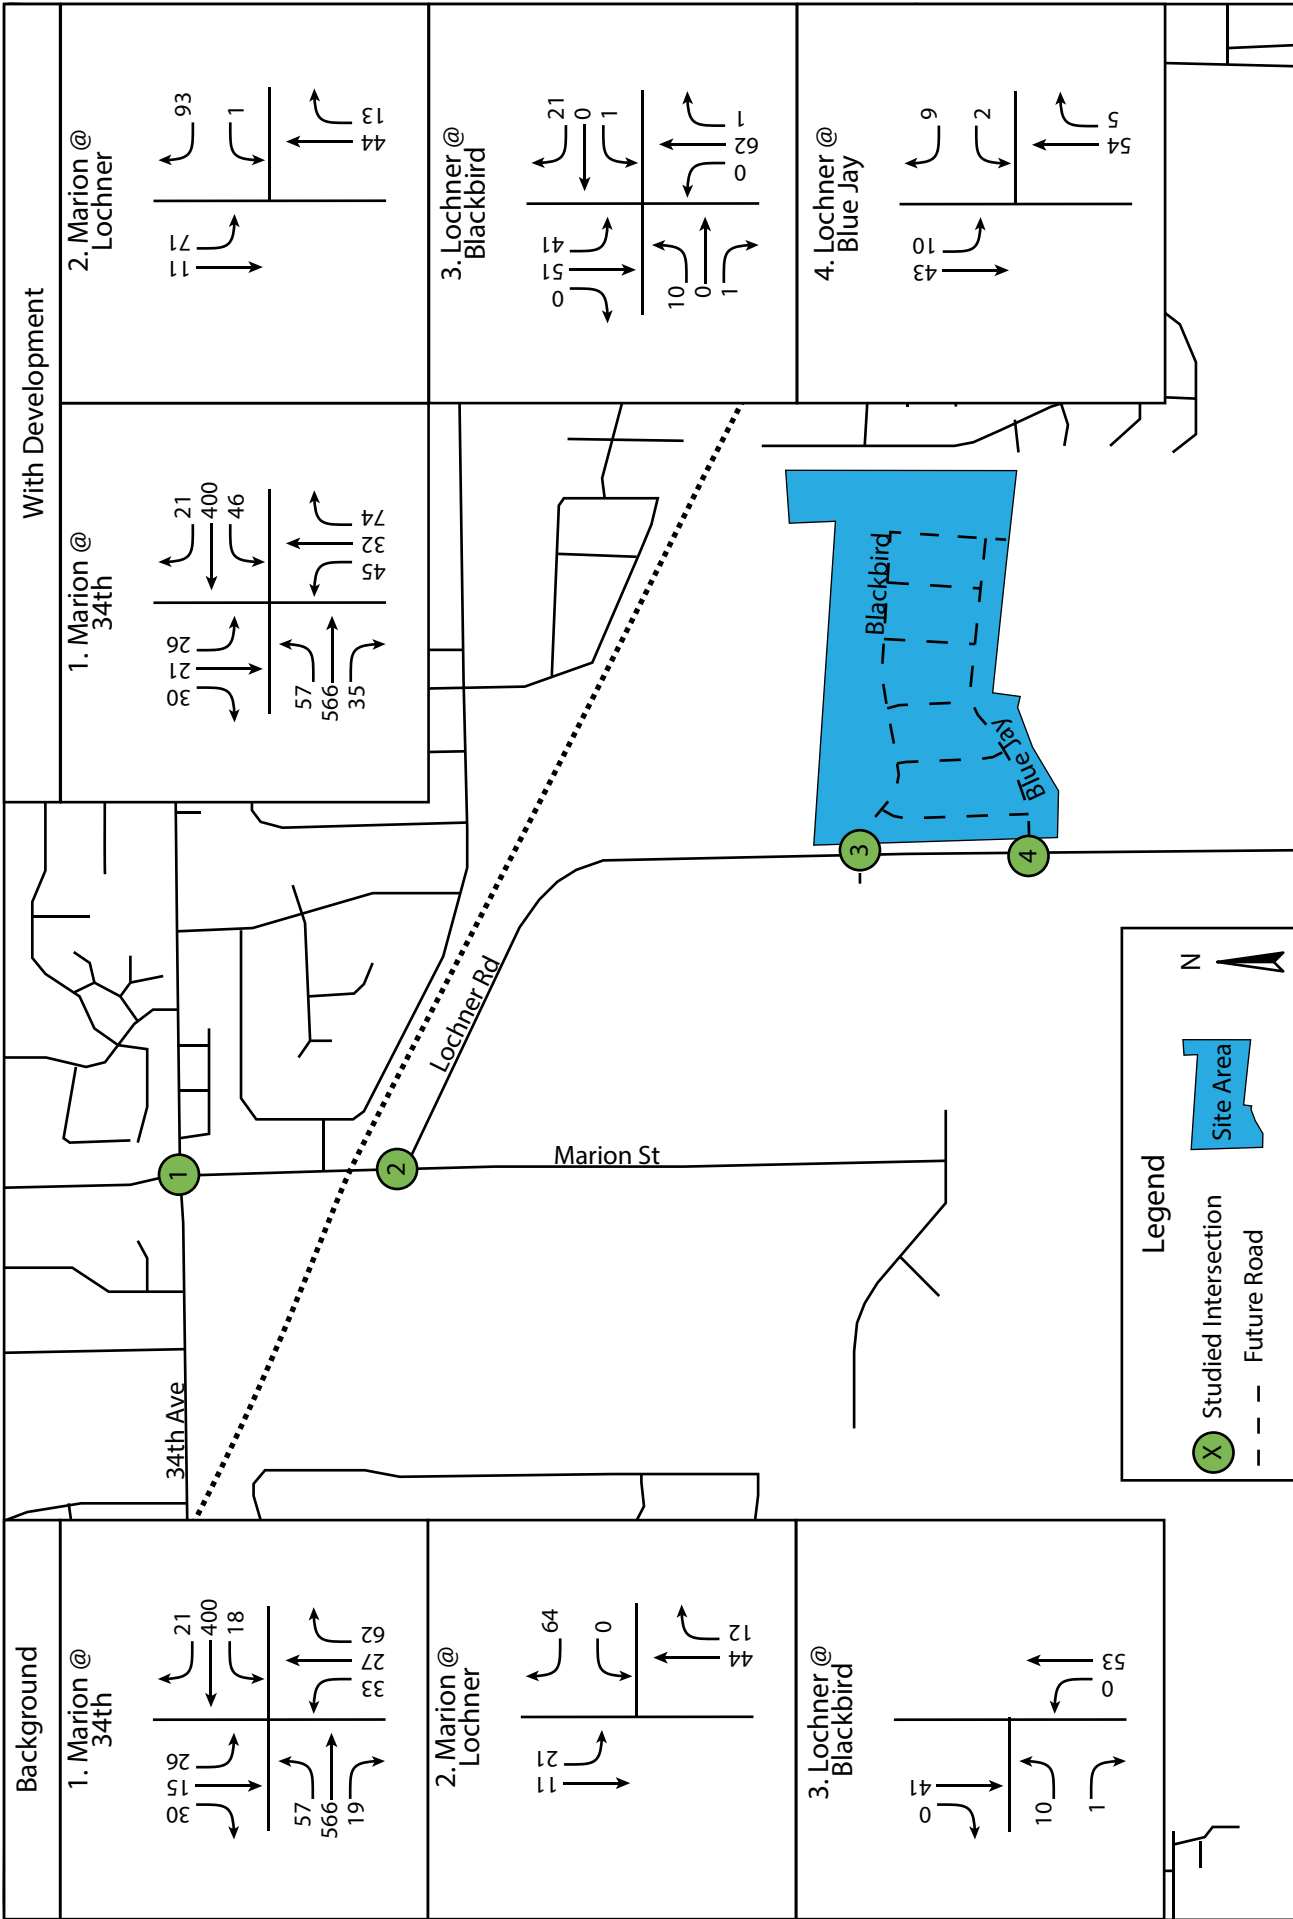 Background
1. Marion @
34th
30
15
26
21
400
18
57
566
19
33
27
62
2. Marion @
Lochner
11
21
64
0
44
12
3. Lochner @
Blackbird
0
41
10
1
0
53
With Development
1. Marion @
34th
30
21
26
21
400
46
57
566
35
45
32
74
2. Marion @
Lochner
11
71
93
1
44
13
3. Lochner @
Blackbird
0
51
41
21
0
1
10
0
1
0
62
1
4. Lochner @
Blue Jay
43
10
9
2
54
5
34th Ave
1
2
Lochner Rd
Marion St
3
Blackbird
Blue Jay
4
Legend
X Studied Intersection
Future Road
Site Area
N